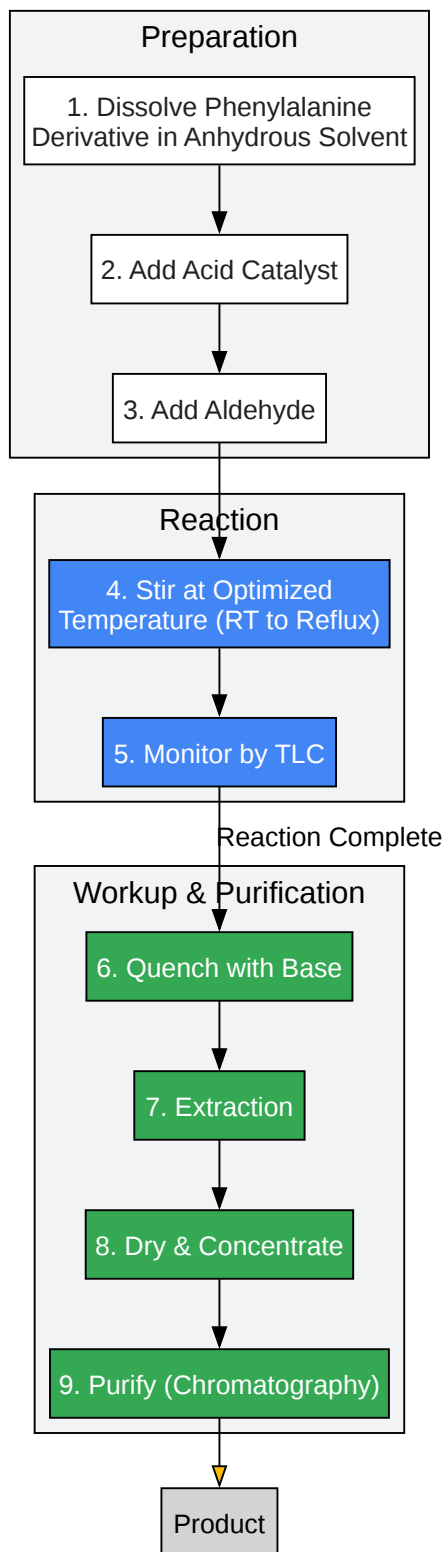 Preparation
1. Dissolve Phenylalanine
Derivative in Anhydrous Solvent
2. Add Acid Catalyst
3. Add Aldehyde
Reaction
4. Stir at Optimized
Temperature (RT to Reflux)
5. Monitor by TLC
Reaction Complete
Workup & Purification
6. Quench with Base
7. Extraction
8. Dry & Concentrate
9. Purify (Chromatography)
Product